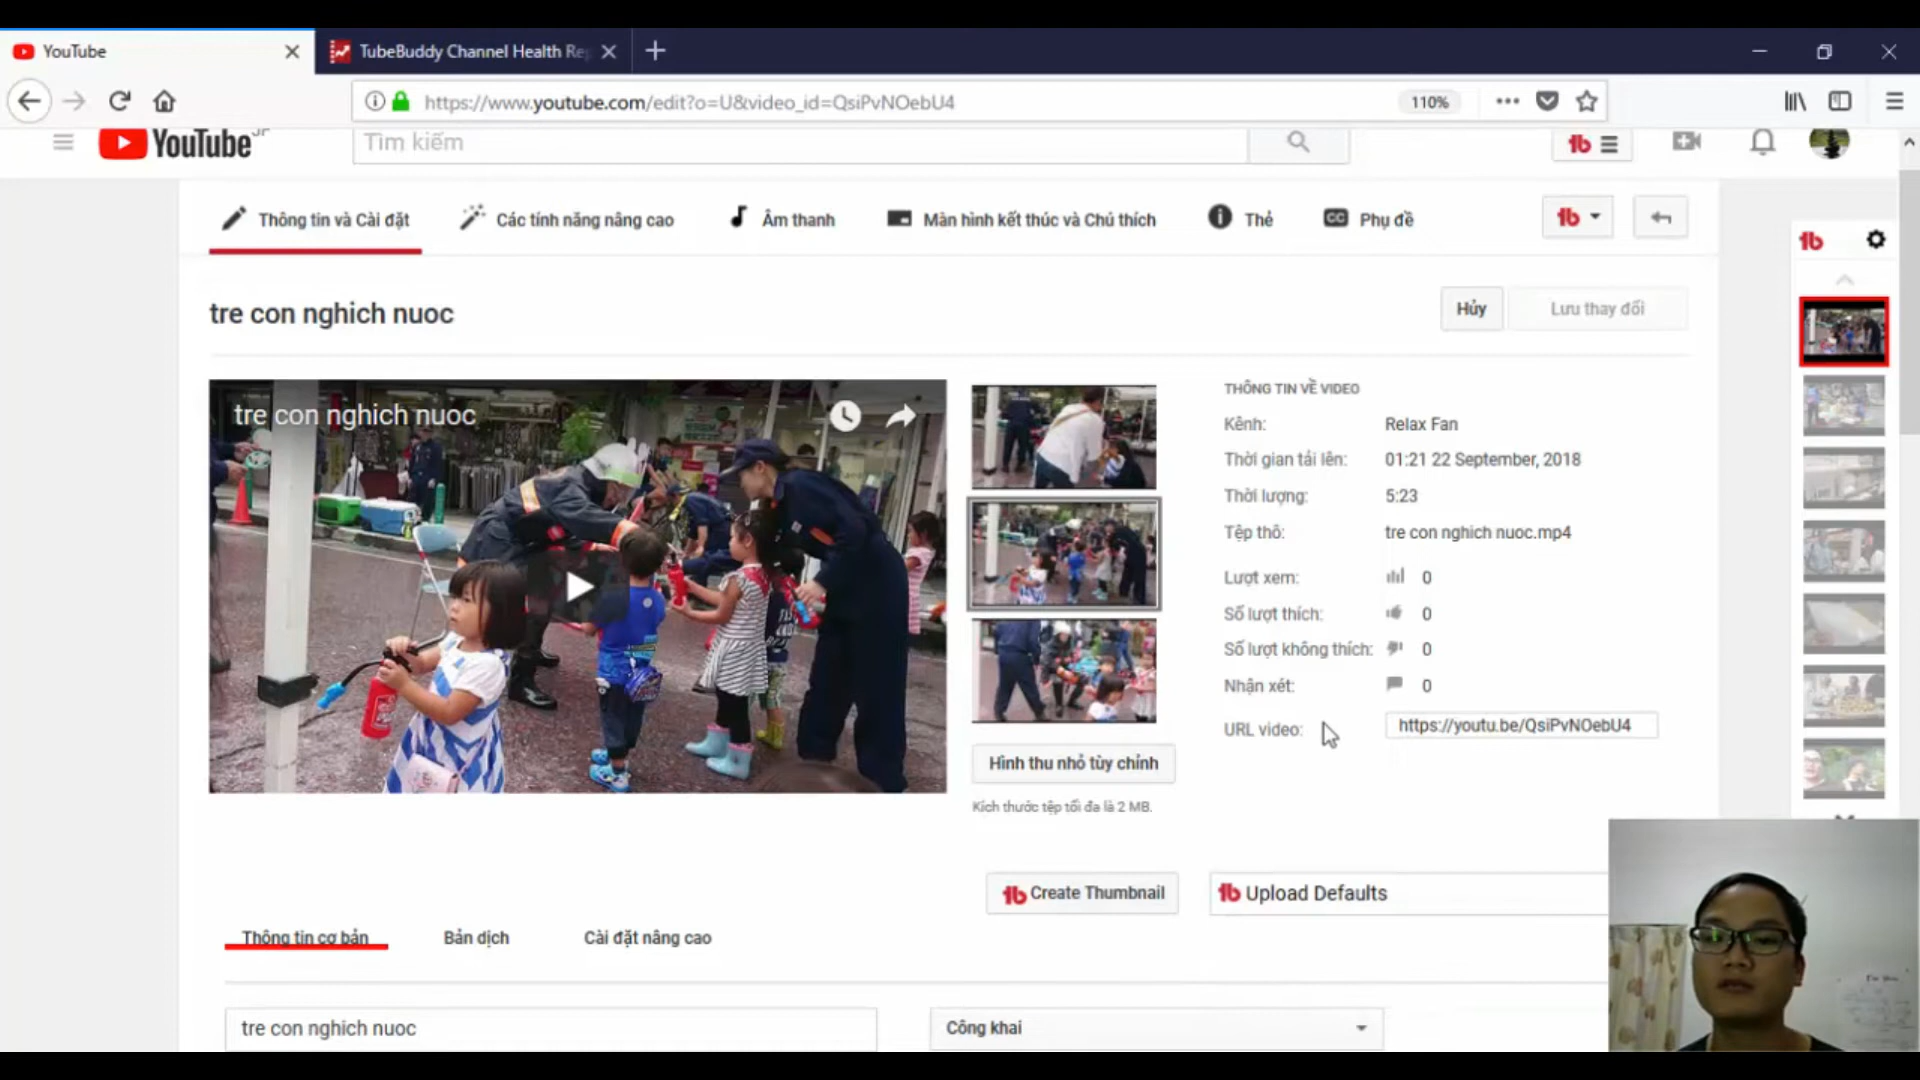 YouTube
TubeBuddy Channel Health Re
https://www.youtube.com/edit?o=U&video_id=QsiPvNOebU4
110%
YouTube JP
Tìm kiếm
Thông tin và Cài đặt
Các tính năng nâng cao
Âm thanh
Màn hình kết thúc và Chú thích
Thẻ
CC Phụ đề
tre con nghich nuoc
Hủy
Lưu thay đổi
tre con nghich nuoc
THÔNG TIN VỀ VIDEO
Kênh: Relax Fan
Thời gian tải lên: 01:21 22 September, 2018
Thời lượng: 5:23
Tệp thô: tre con nghich nuoc.mp4
Lượt xem: 0
Số lượt thích: 0
Số lượt không thích: 0
Nhận xét: 0
URL video: https://youtu.be/QsiPvNOebU4
Hình thu nhỏ tùy chỉnh
Kích thước tệp tối đa là 2 MB.
Create Thumbnail
Upload Defaults
Thông tin cơ bản
Bản dịch
Cài đặt nâng cao
tre con nghich nuoc
Công khai